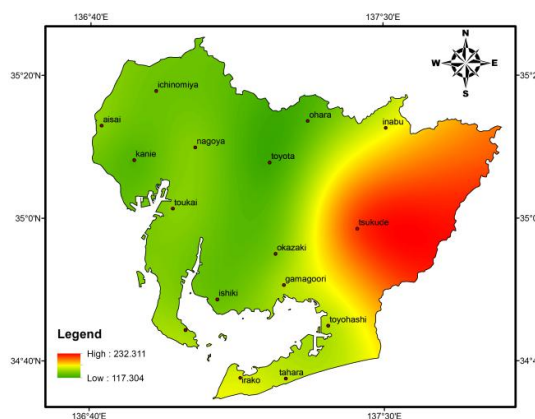 136°40'E 137°30'E
N
W E
S
35°20'N 35°20'
ichinomiya
ohara
aisai
inabu
nagoya
kanie
toyota
toukai
35°0'N 35°0'N
tsukude
okazaki
gamagoori
ishiki
toyohashi
Legend
High : 232.311
Low : 117.304
34°40'N 34°40'
irako
tahara
136°40'E 137°30'E